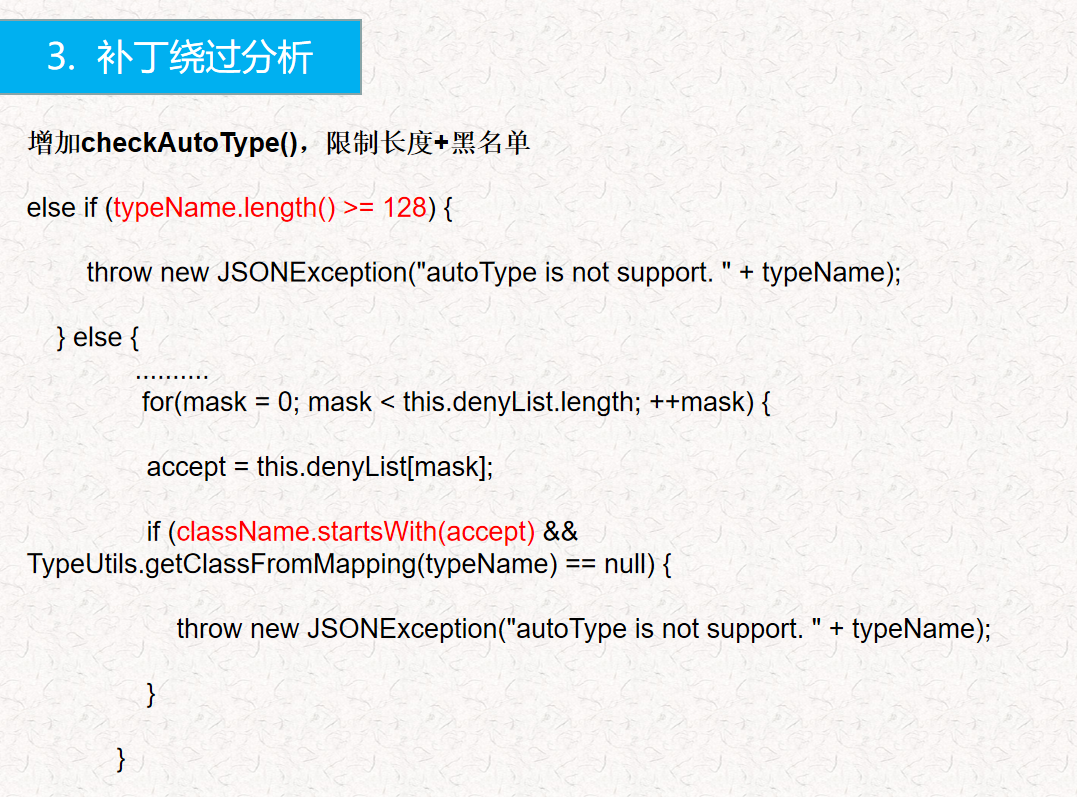 3. 补丁绕过分析
增加checkAutoType()，限制长度+黑名单
else if (typeName.length() >= 128) {
throw new JSONException("autoType is not support. " + typeName);
} else {
..........
for(mask = 0; mask < this.denyList.length; ++mask) {
accept = this.denyList[mask];
if (className.startsWith(accept) &&
TypeUtils.getClassFromMapping(typeName) == null) {
throw new JSONException("autoType is not support. " + typeName);
}
}